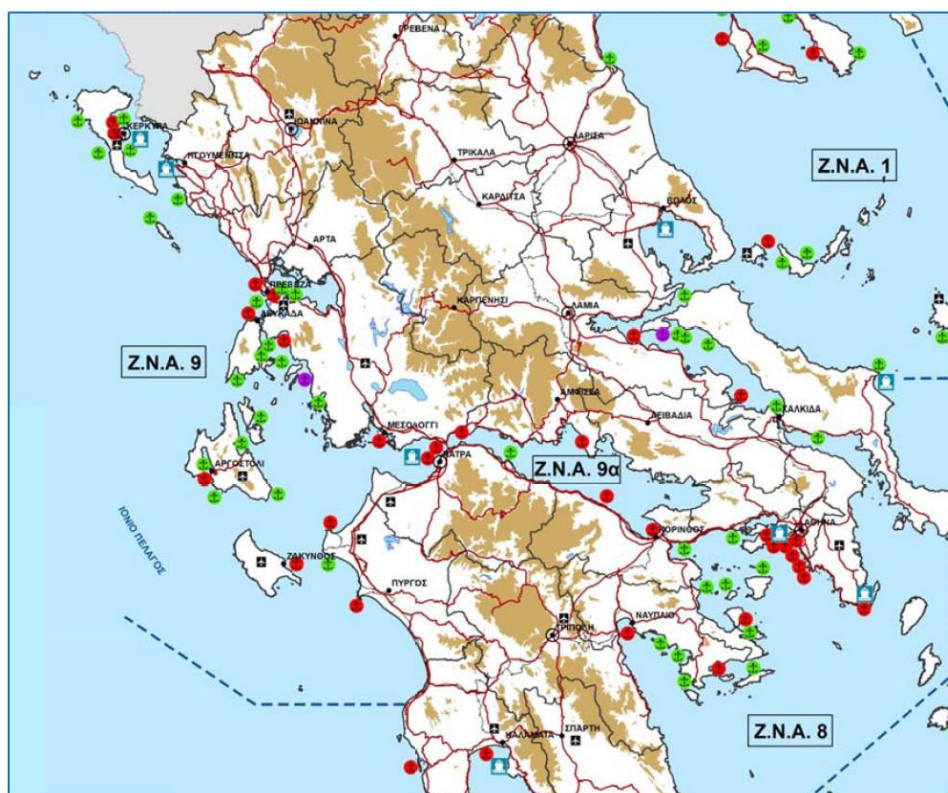 ΓΡΕΒΕΝΑ
ΚΕΡΚΥΡΑ
ΙΩΑΝΝΙΝΑ
ΗΓΟΥΜΕΝΙΤΣΑ
ΤΡΙΚΑΛΑ
ΛΑΡΙΣΑ
Ζ.Ν.Α. 1
ΚΑΡΔΙΤΣΑ
ΒΟΛΟΣ
ΑΡΤΑ
ΠΡΕΒΕΖΑ
ΛΕΥΚΑΔΑ
ΚΑΡΠΕΝΗΣΙ
ΛΑΜΙΑ
Ζ.Ν.Α. 9
ΑΜΦΙΣΣΑ
ΛΕΙΒΑΔΙΑ
ΧΑΛΚΙΔΑ
ΜΕΣΟΛΟΓΓΙ
ΠΑΤΡΑ
Ζ.Ν.Α. 9α
ΑΡΓΟΣΤΟΛΙ
ΙΟΝΙΟ ΠΕΛΑΓΟΣ
ΚΟΡΙΝΘΟΣ
ΑΘΗΝΑ
ΖΑΚΥΝΘΟΣ
ΠΥΡΓΟΣ
ΝΑΥΠΛΙΟ
ΤΡΙΠΟΛΗ
Ζ.Ν.Α. 8
ΚΑΛΑΜΑΤΑ
ΣΠΑΡΤΗ